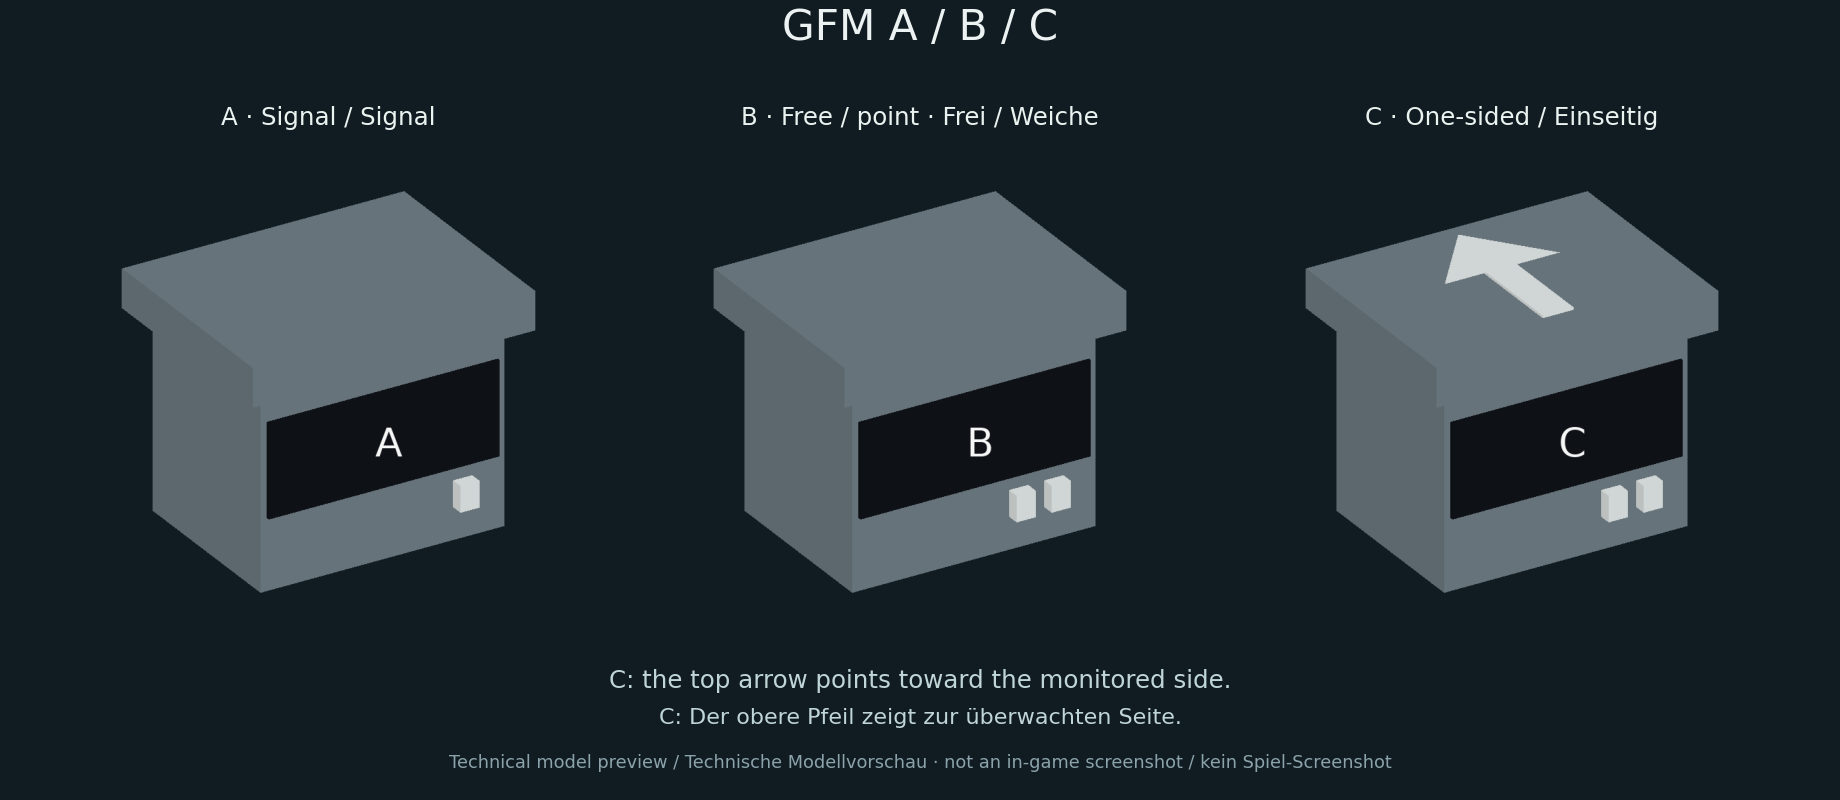 GFM A / B / C
A · Signal / Signal
B · Free / point · Frei / Weiche
C · One-sided / Einseitig
A
B
C
C: the top arrow points toward the monitored side.
C: Der obere Pfeil zeigt zur überwachten Seite.
Technical model preview / Technische Modellvorschau · not an in-game screenshot / kein Spiel-Screenshot